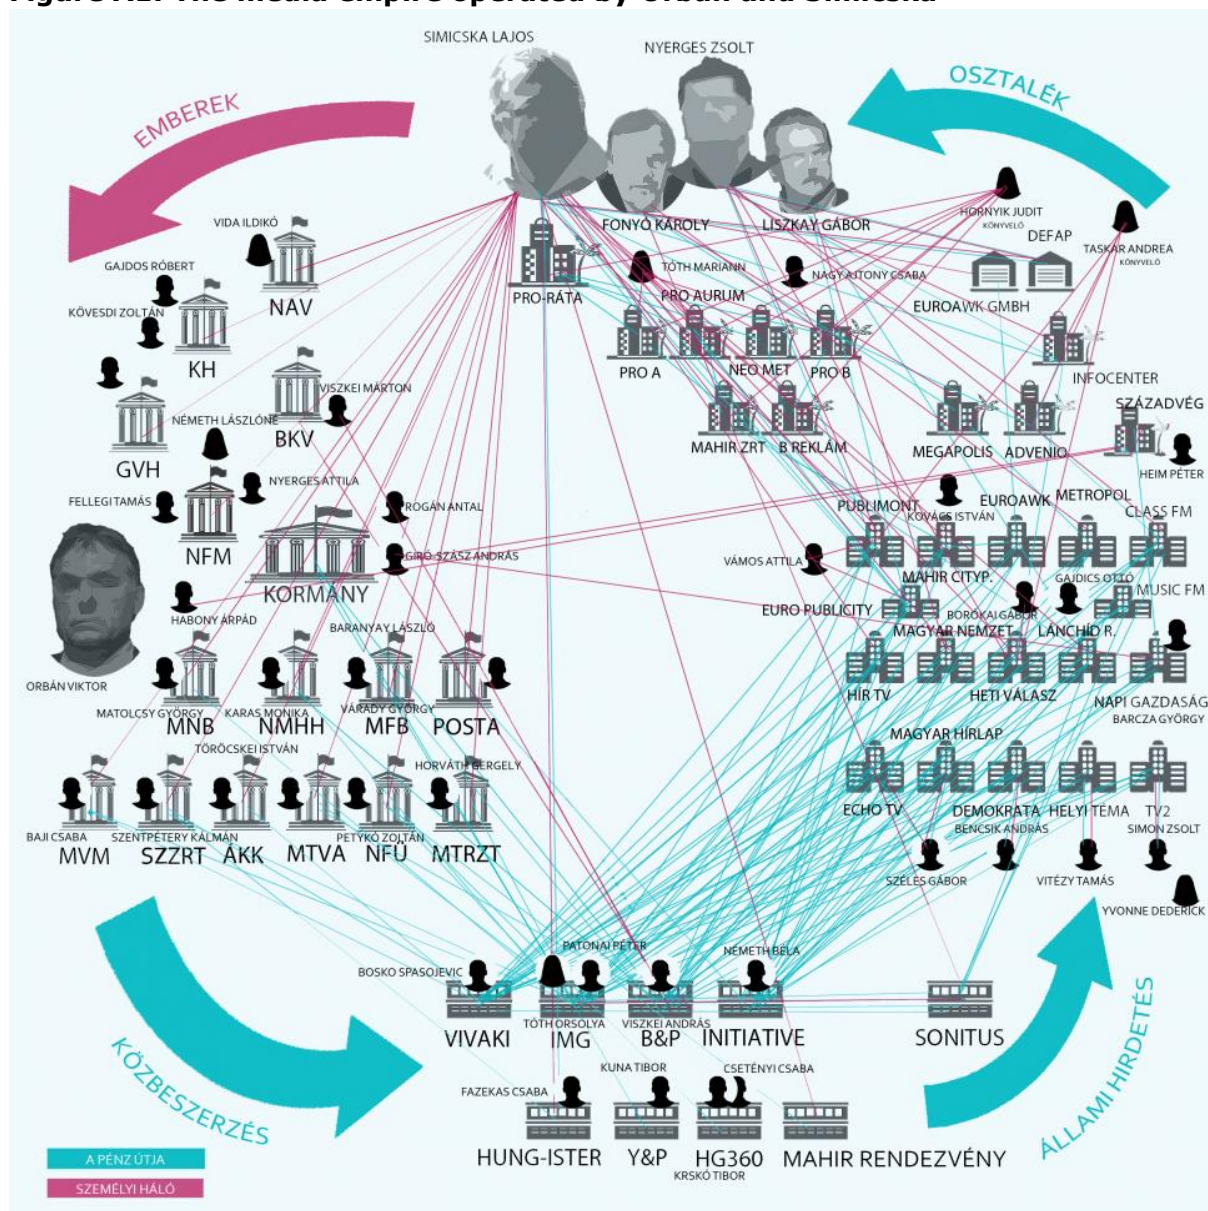 Figure A.2: The media empire operated by Orbán and Simicska
SIMICSKA LAJOS
NYERGES ZSOLT
EMBEREK
OSZTALÉK
FONYÓ KÁROLY
LISZKAY GÁBOR
HORNYIK JUDIT
KÖNYVELŐ
DEFAP
TASKAR ANDREA
KÖNYVELŐ
VIDA ILDIKÓ
NAV
GAJDOS RÓBERT
KÖVESDI ZOLTÁN
KH
PRO-RÁTA
TÓTH MARIANN
PRO AURUM
NAGY AJTONY CSABA
EUROAWK GMBH
PRO A
NEO MET
PRO B
INFOCENTER
GVH
NÉMETH LÁSZLÓNÉ
VISZKEI MÁRTON
BKV
MAHIR ZRT
B REKLÁM
MEGAPOLIS
ADVENIO
SZÁZADVÉG
HEIM PÉTER
FELLEGI TAMÁS
NYERGES ATTILA
NFM
ROGÁN ANTAL
GIRÓ-SZÁSZ ANDRÁS
KORMÁNY
HABONY ÁRPÁD
ORBÁN VIKTOR
PUBLIMONT
KOVÁCS ISTVÁN
EUROAWK
METROPOL
CLASS FM
VÁMOS ATTILA
MAHIR CITYP.
GAJDICS OTTÓ
MUSIC FM
EURO PUBLICITY
BORÓKAI GÁBOR
MAGYAR NEMZET
LÁNCHÍD R.
HÍR TV
HETI VÁLASZ
NAPI GAZDASÁG
BARCZA GYÖRGY
BARANYAY LÁSZLÓ
MATOLCSY GYÖRGY
MNB
KARAS MONIKA
NMHH
VÁRADY GYÖRGY
MFB
POSTA
TÖRÖCSKEI ISTVÁN
HORVÁTH GERGELY
BAJI CSABA
MVM
SZENTPÉTERY KÁLMÁN
SZZRT
ÁKK
MTVA
PETYKÓ ZOLTÁN
NFÜ
MTRZT
MAGYAR HÍRLAP
ECHO TV
DEMOKRATA
BENCSIK ANDRÁS
HELYI TÉMA
TV2
SIMON ZSOLT
SZÉLES GÁBOR
VITÉZY TAMÁS
YVONNE DEDERICK
BOSKO SPASOJEVIC
VIVAKI
PATONAI PÉTER
TÓTH ORSOLYA
IMG
VISZKEI ANDRÁS
B&P
NÉMETH BÉLA
INITIATIVE
SONITUS
FAZEKAS CSABA
HUNG-ISTER
KUNA TIBOR
Y&P
CSETÉNYI CSABA
HG360
KRSKÓ TIBOR
MAHIR RENDEZVÉNY
KÖZBESZERZÉS
ÁLLAMI HIRDETÉS
A PÉNZ ÚTJA
SZEMÉLYI HÁLÓ